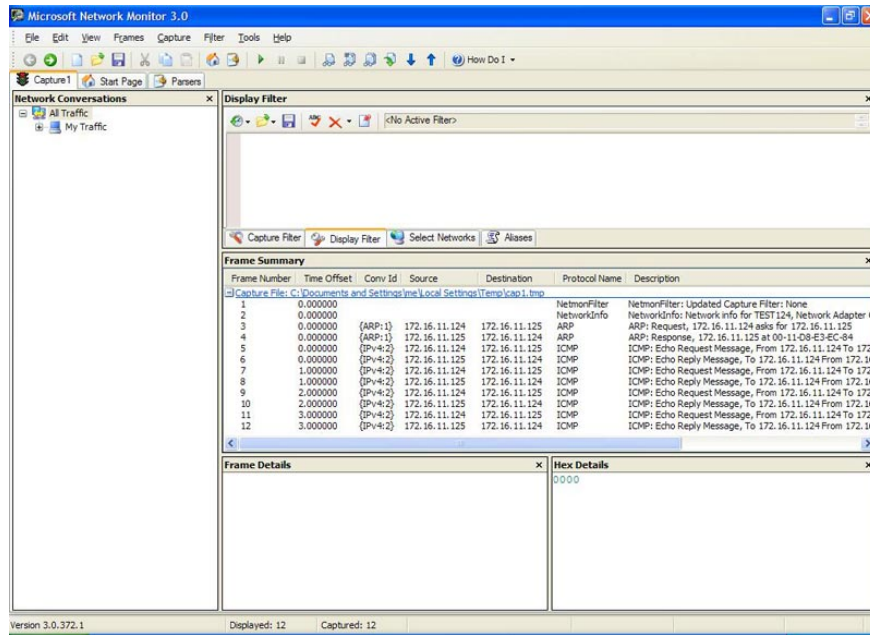 Microsoft Network Monitor 3.0
File Edit View Frames Capture Filter Tools Help
How Do I
Capture1 Start Page Parsers
Network Conversations
All Traffic
My Traffic
Display Filter
<No Active Filter>
Capture Filter Display Filter Select Networks Aliases
Frame Summary
Frame Number Time Offset Conv Id Source Destination Protocol Name Description
Capture File: C:\Documents and Settings\me\Local Settings\Temp\cap1.tmp
1 0.000000 NetmonFilter NetmonFilter: Updated Capture Filter: None
2 0.000000 NetworkInfo NetworkInfo: Network info for TEST124, Network Adapter
3 0.000000 {ARP:1} 172.16.11.124 172.16.11.125 ARP ARP: Request, 172.16.11.124 asks for 172.16.11.125
4 0.000000 {ARP:1} 172.16.11.125 172.16.11.124 ARP ARP: Response, 172.16.11.125 at 00-11-D8-E3-EC-84
5 0.000000 {IPv4:2} 172.16.11.124 172.16.11.125 ICMP ICMP: Echo Request Message, From 172.16.11.124 To 172
6 0.000000 {IPv4:2} 172.16.11.125 172.16.11.124 ICMP ICMP: Echo Reply Message, To 172.16.11.124 From 172.1
7 1.000000 {IPv4:2} 172.16.11.124 172.16.11.125 ICMP ICMP: Echo Request Message, From 172.16.11.124 To 172
8 1.000000 {IPv4:2} 172.16.11.125 172.16.11.124 ICMP ICMP: Echo Reply Message, To 172.16.11.124 From 172.1
9 2.000000 {IPv4:2} 172.16.11.124 172.16.11.125 ICMP ICMP: Echo Request Message, From 172.16.11.124 To 172
10 2.000000 {IPv4:2} 172.16.11.125 172.16.11.124 ICMP ICMP: Echo Reply Message, To 172.16.11.124 From 172.1
11 3.000000 {IPv4:2} 172.16.11.124 172.16.11.125 ICMP ICMP: Echo Request Message, From 172.16.11.124 To 172
12 3.000000 {IPv4:2} 172.16.11.125 172.16.11.124 ICMP ICMP: Echo Reply Message, To 172.16.11.124 From 172.1
Frame Details
Hex Details
0000
Version 3.0.372.1 Displayed: 12 Captured: 12